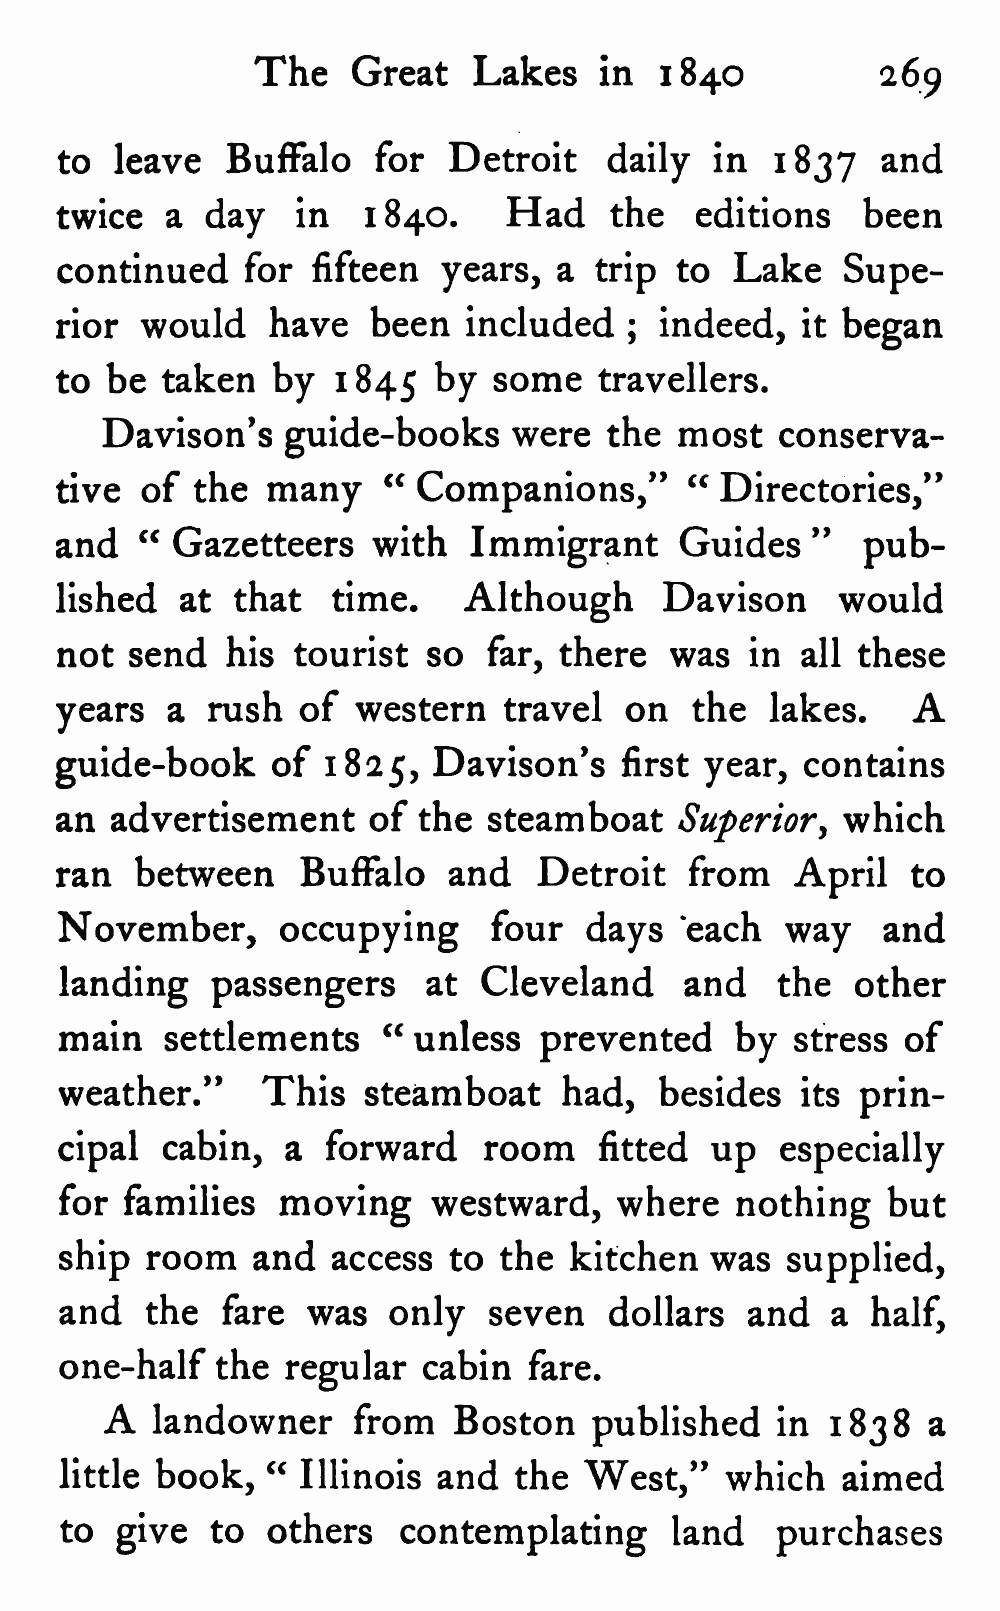 The Great Lakes in 1840 269
to leave Buffalo for Detroit daily in 1837 and
twice a day in 1840. Had the editions been
continued for fifteen years, a trip to Lake Supe-
rior would have been included ; indeed, it began
to be taken by 1845 by some travellers.
Davison's guide-books were the most conserva-
tive of the many “ Companions,” “ Directories,”
and “ Gazetteers with Immigrant Guides ” pub-
lished at that time. Although Davison would
not send his tourist so far, there was in all these
years a rush of western travel on the lakes. A
guide-book of 1825, Davison's first year, contains
an advertisement of the steamboat Superior, which
ran between Buffalo and Detroit from April to
November, occupying four days each way and
landing passengers at Cleveland and the other
main settlements “ unless prevented by stress of
weather.” This steamboat had, besides its prin-
cipal cabin, a forward room fitted up especially
for families moving westward, where nothing but
ship room and access to the kitchen was supplied,
and the fare was only seven dollars and a half,
one-half the regular cabin fare.
A landowner from Boston published in 1838 a
little book, “ Illinois and the West,” which aimed
to give to others contemplating land purchases